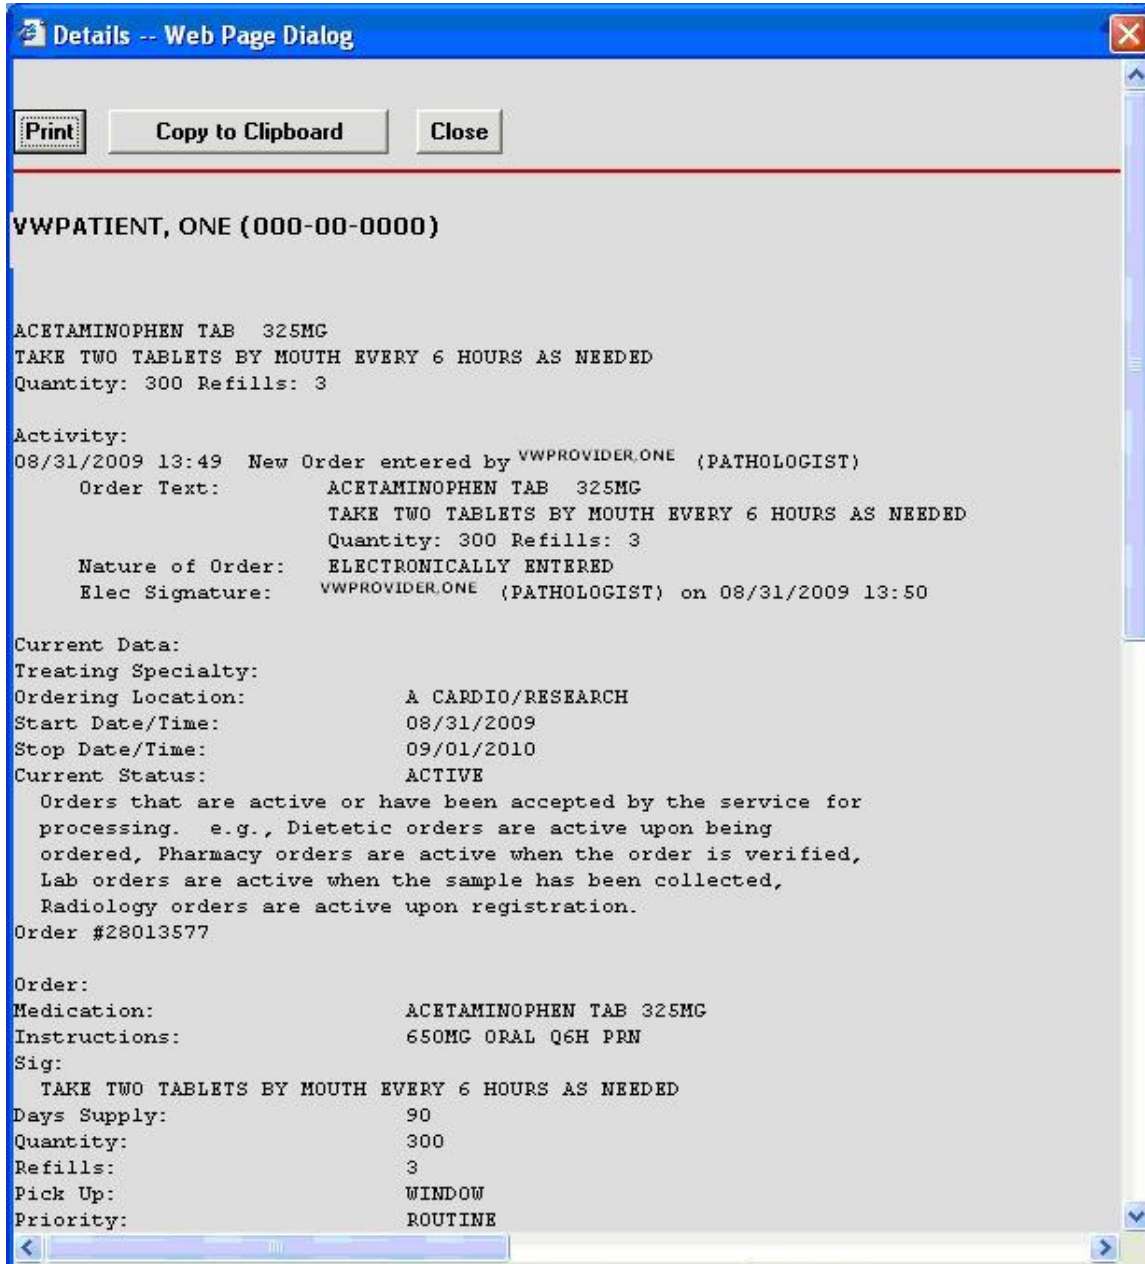 Details -- Web Page Dialog
Print Copy to Clipboard Close
VWPATIENT, ONE (000-00-0000)
ACETAMINOPHEN TAB 325MG
TAKE TWO TABLETS BY MOUTH EVERY 6 HOURS AS NEEDED
Quantity: 300 Refills: 3
Activity:
08/31/2009 13:49 New Order entered by VWPROVIDER,ONE (PATHOLOGIST)
Order Text: ACETAMINOPHEN TAB 325MG
TAKE TWO TABLETS BY MOUTH EVERY 6 HOURS AS NEEDED
Quantity: 300 Refills: 3
Nature of Order: ELECTRONICALLY ENTERED
Elec Signature: VWPROVIDER,ONE (PATHOLOGIST) on 08/31/2009 13:50
Current Data:
Treating Specialty:
Ordering Location: A CARDIO/RESEARCH
Start Date/Time: 08/31/2009
Stop Date/Time: 09/01/2010
Current Status: ACTIVE
Orders that are active or have been accepted by the service for
processing. e.g., Dietetic orders are active upon being
ordered, Pharmacy orders are active when the order is verified,
Lab orders are active when the sample has been collected,
Radiology orders are active upon registration.
Order #28013577
Order:
Medication: ACETAMINOPHEN TAB 325MG
Instructions: 650MG ORAL Q6H PRN
Sig:
TAKE TWO TABLETS BY MOUTH EVERY 6 HOURS AS NEEDED
Days Supply: 90
Quantity: 300
Refills: 3
Pick Up: WINDOW
Priority: ROUTINE